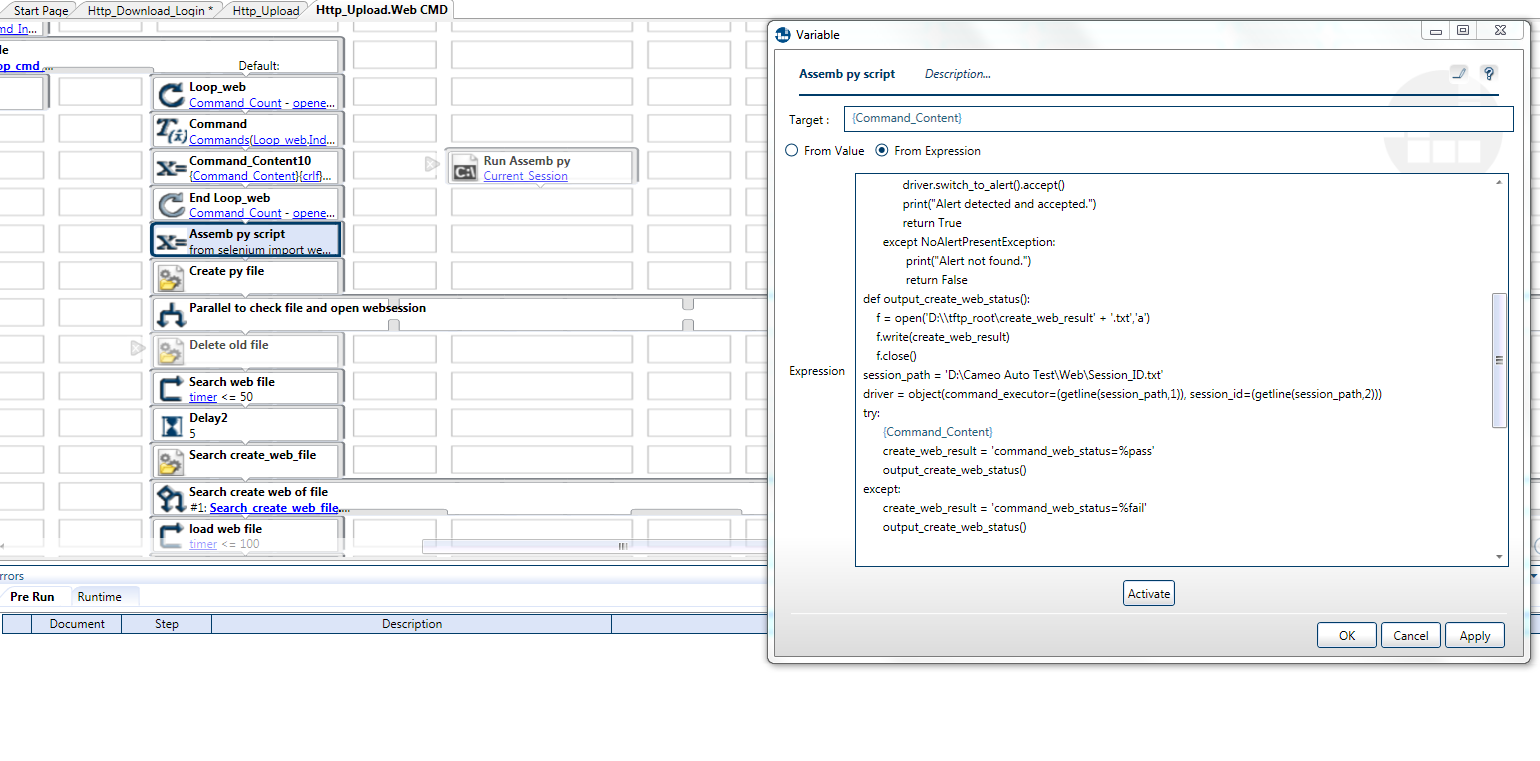 Start Page
Http_Download_Login *
Http_Upload
Http_Upload.Web CMD
md In...
le
op cmd ...
Default:
Loop_web
Command_Count - opene...
Command
Commands(Loop_web.Ind...
Command_Content10
{Command_Content}{crlf}...
End Loop_web
Command_Count - opene...
Assemb py script
from selenium import we...
Create py file
Parallel to check file and open websession
Delete old file
Search web file
timer <= 50
Delay2
5
Search create_web_file
Search create web of file
#1: Search_create_web_file....
load web file
timer <= 100
Run Assemb py
Current_Session
rrors
Pre Run
Runtime
Document
Step
Description
Variable
Assemb py script
Description...
Target :
{Command_Content}
From Value
From Expression
Expression
driver.switch_to_alert().accept()
print("Alert detected and accepted.")
return True
except NoAlertPresentException:
print("Alert not found.")
return False
def output_create_web_status():
f = open('D:\\tftp_root\create_web_result' + '.txt','a')
f.write(create_web_result)
f.close()
session_path = 'D:\Cameo Auto Test\Web\Session_ID.txt'
driver = object(command_executor=(getline(session_path,1)), session_id=(getline(session_path,2)))
try:
{Command_Content}
create_web_result = 'command_web_status=%pass'
output_create_web_status()
except:
create_web_result = 'command_web_status=%fail'
output_create_web_status()
Activate
OK
Cancel
Apply